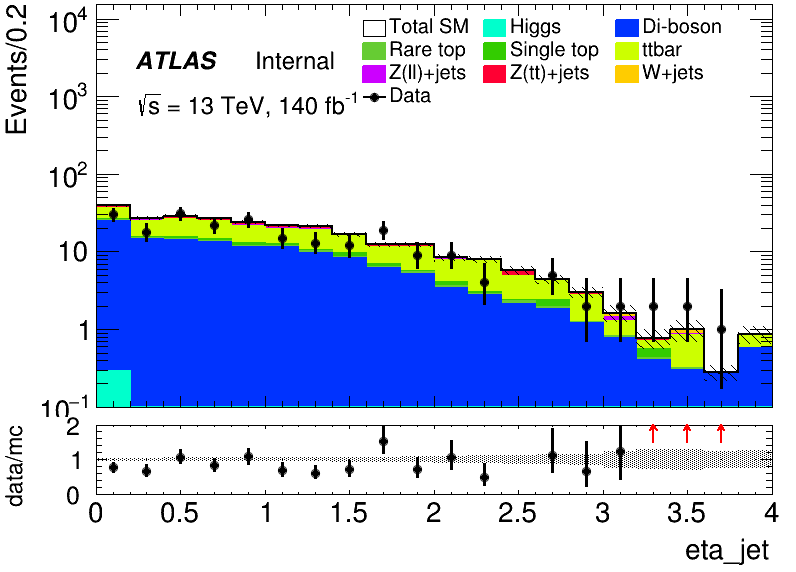 Events/0.2
10⁴
10³
10²
10
1
10⁻¹
ATLAS Internal
√s = 13 TeV, 140 fb⁻¹
Total SM Higgs Di-boson
Rare top Single top ttbar
Z(ll)+jets Z(tt)+jets W+jets
Data
data/mc
2
1
0
0 0.5 1 1.5 2 2.5 3 3.5 4
eta_jet